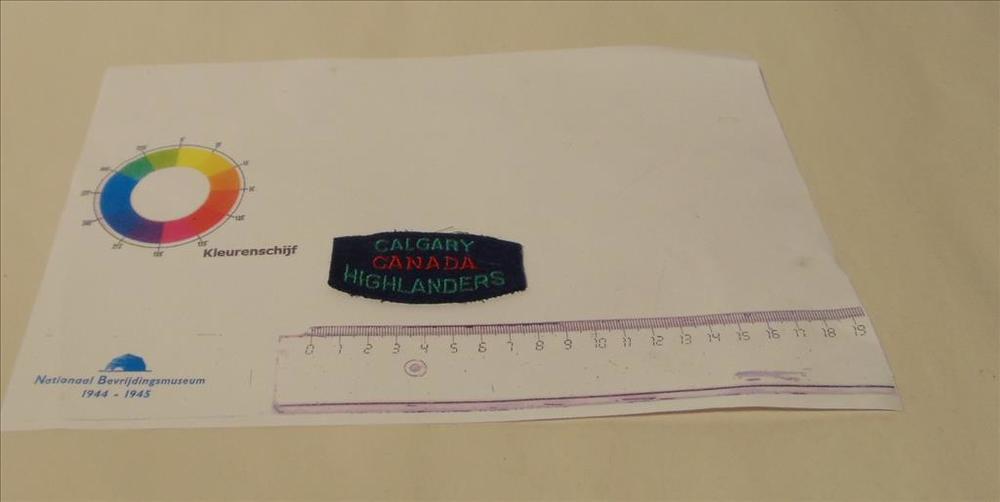 Kleurenschijf
CALGARY
CANADA
HIGHLANDERS
0 1 2 3 4 5 6 7 8 9 10 11 12 13 14 15 16 17 18 19
Nationaal Bevrijdingsmuseum
1944 - 1945